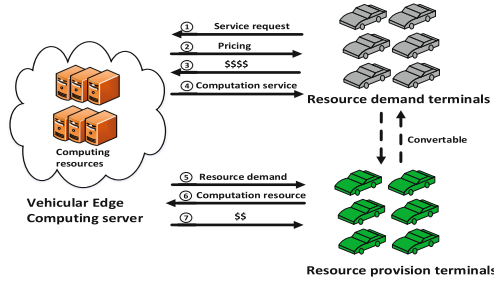 ① Service request
② Pricing
③ $$$$
④ Computation service
Computing
resources
Resource demand terminals
Convertable
⑤ Resource demand
⑥ Computation resource
⑦ $$
Vehicular Edge
Computing server
Resource provision terminals